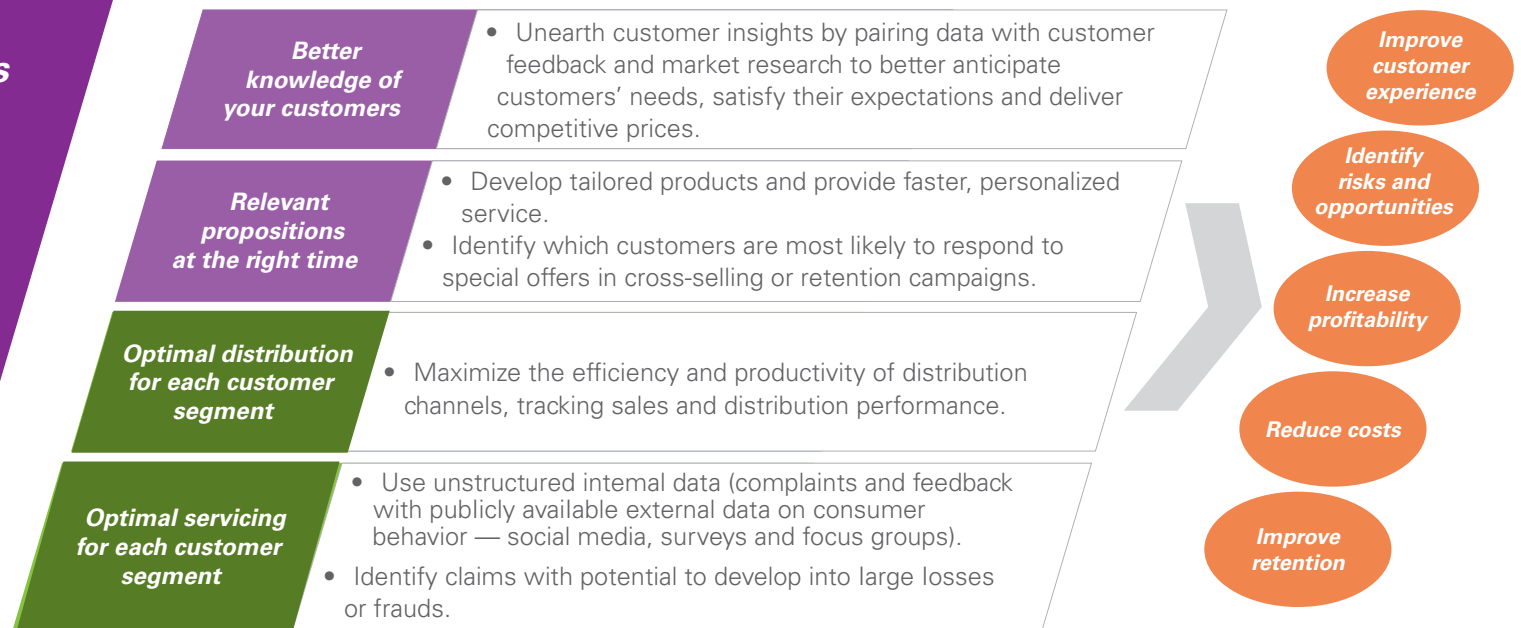 s
Better
knowledge of
your customers
• Unearth customer insights by pairing data with customer
feedback and market research to better anticipate
customers’ needs, satisfy their expectations and deliver
competitive prices.
Relevant
propositions
at the right time
• Develop tailored products and provide faster, personalized
service.
• Identify which customers are most likely to respond to
special offers in cross-selling or retention campaigns.
Optimal distribution
for each customer
segment
• Maximize the efficiency and productivity of distribution
channels, tracking sales and distribution performance.
Optimal servicing
for each customer
segment
• Use unstructured internal data (complaints and feedback
with publicly available external data on consumer
behavior — social media, surveys and focus groups).
• Identify claims with potential to develop into large losses
or frauds.
Improve
customer
experience
Identify
risks and
opportunities
Increase
profitability
Reduce costs
Improve
retention